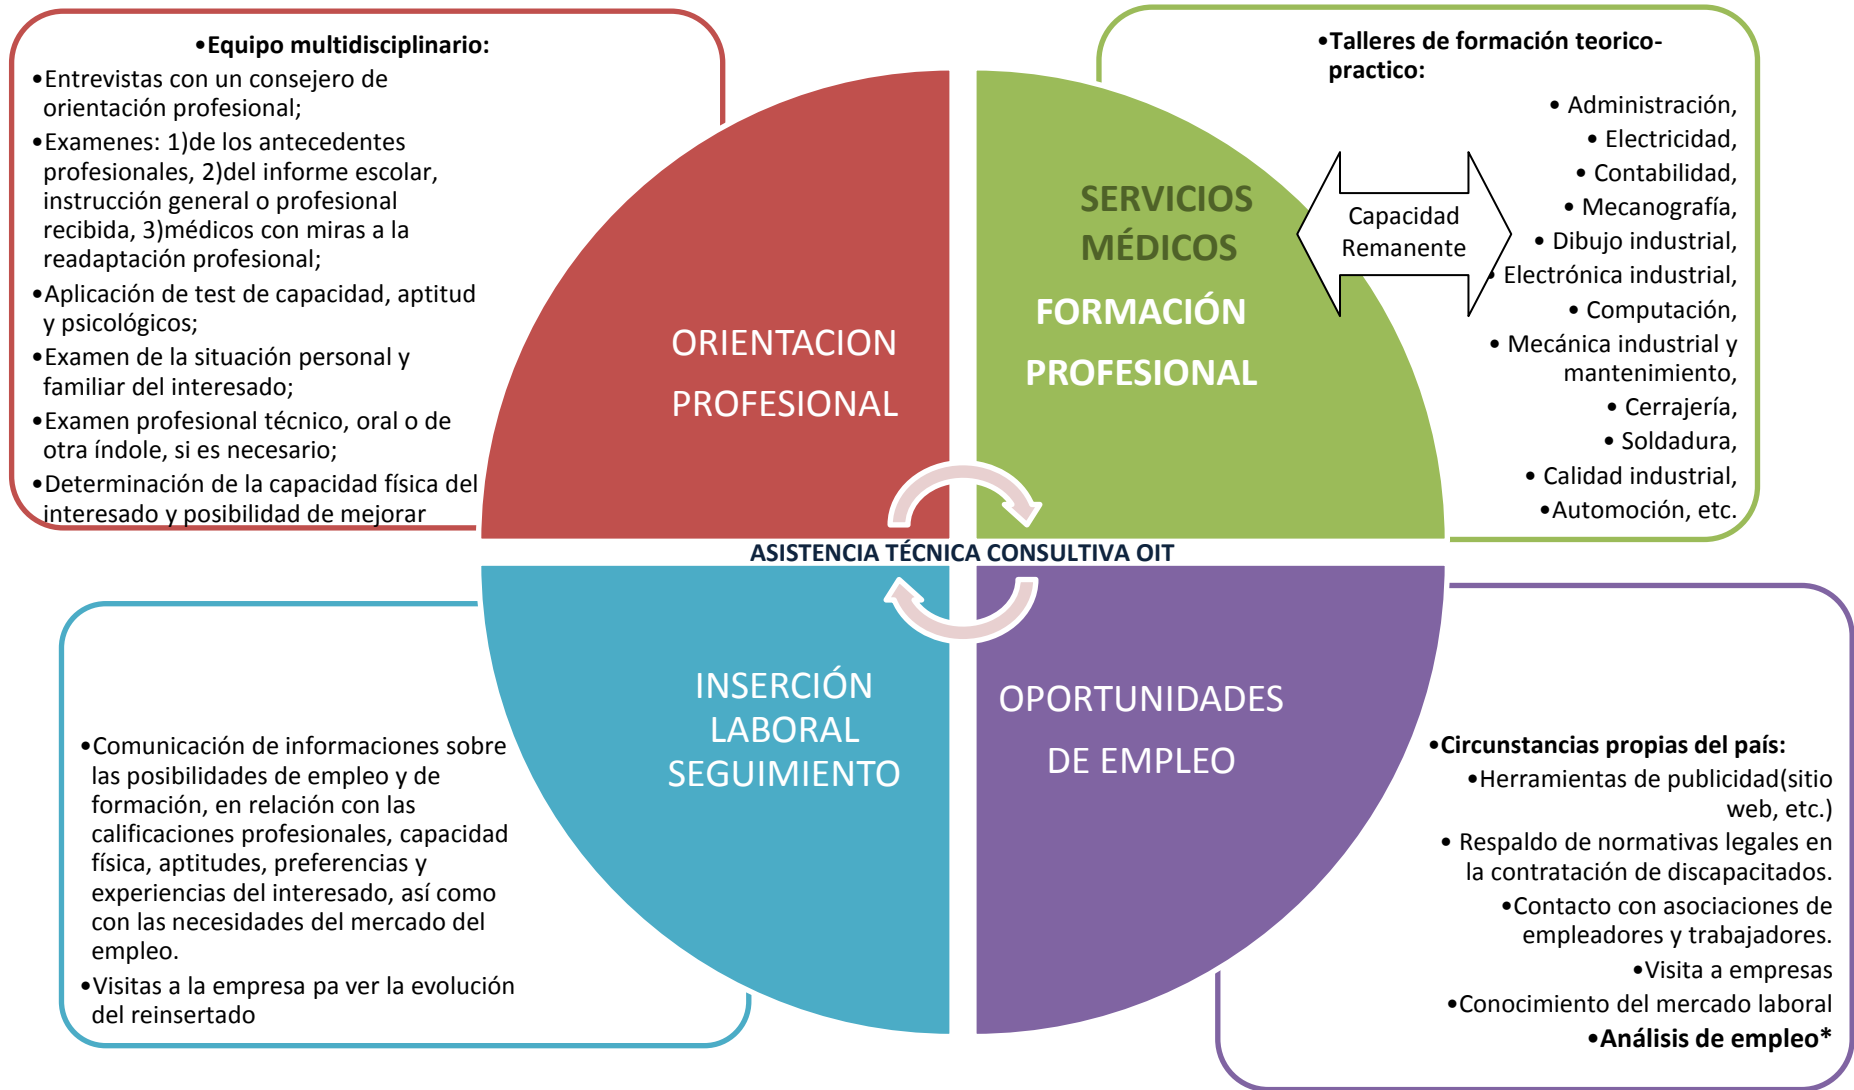 •Equipo multidisciplinario:
•Entrevistas con un consejero de
orientación profesional;
•Examenes: 1)de los antecedentes
profesionales, 2)del informe escolar,
instrucción general o profesional
recibida, 3)médicos con miras a la
readaptación profesional;
•Aplicación de test de capacidad, aptitud
y psicológicos;
•Examen de la situación personal y
familiar del interesado;
•Examen profesional técnico, oral o de
otra índole, si es necesario;
•Determinación de la capacidad física del
interesado y posibilidad de mejorar
ORIENTACION
PROFESIONAL
SERVICIOS
MÉDICOS
FORMACIÓN
PROFESIONAL
Capacidad
Remanente
•Talleres de formación teorico-
practico:
• Administración,
• Electricidad,
• Contabilidad,
• Mecanografía,
• Dibujo industrial,
• Electrónica industrial,
• Computación,
• Mecánica industrial y
mantenimiento,
• Cerrajería,
• Soldadura,
• Calidad industrial,
•Automoción, etc.
ASISTENCIA TÉCNICA CONSULTIVA OIT
•Comunicación de informaciones sobre
las posibilidades de empleo y de
formación, en relación con las
calificaciones profesionales, capacidad
física, aptitudes, preferencias y
experiencias del interesado, así como
con las necesidades del mercado del
empleo.
•Visitas a la empresa pa ver la evolución
del reinsertado
INSERCIÓN
LABORAL
SEGUIMIENTO
OPORTUNIDADES
DE EMPLEO
•Circunstancias propias del país:
•Herramientas de publicidad(sitio
web, etc.)
• Respaldo de normativas legales en
la contratación de discapacitados.
•Contacto con asociaciones de
empleadores y trabajadores.
•Visita a empresas
•Conocimiento del mercado laboral
•Análisis de empleo*